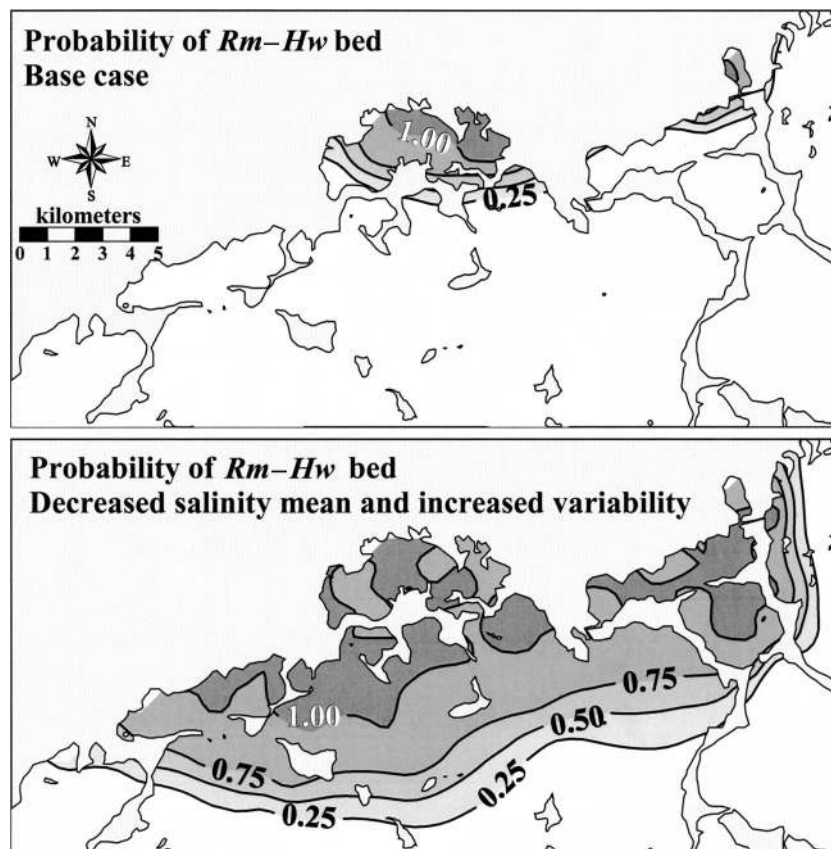 Probability of Rm–Hw bed
Base case
N
W E
S
kilometers
0 1 2 3 4 5
1.00
0.25
Probability of Rm–Hw bed
Decreased salinity mean and increased variability
1.00
0.75
0.50
0.75
0.25
0.25